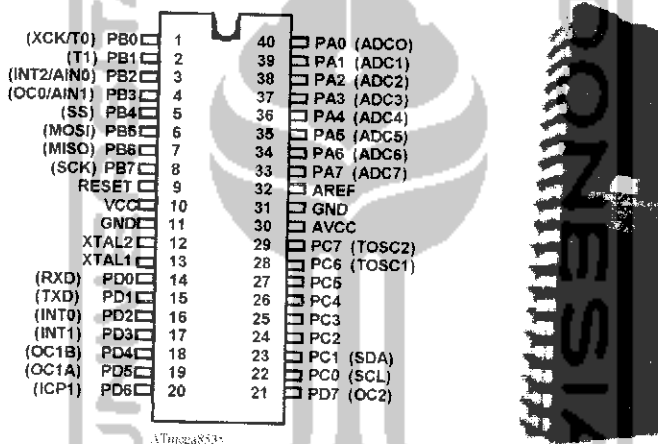 (XCK/T0) PB0 1 40 PA0 (ADCO)
(T1) PB1 2 39 PA1 (ADC1)
(INT2/AIN0) PB2 3 38 PA2 (ADC2)
(OC0/AIN1) PB3 4 37 PA3 (ADC3)
(SS) PB4 5 36 PA4 (ADC4)
(MOSI) PB5 6 35 PA5 (ADC5)
(MISO) PB6 7 34 PA6 (ADC6)
(SCK) PB7 8 33 PA7 (ADC7)
RESET 9 32 AREF
VCC 10 31 GND
GND 11 30 AVCC
XTAL2 12 29 PC7 (TOSC2)
XTAL1 13 28 PC6 (TOSC1)
(RXD) PD0 14 27 PC5
(TXD) PD1 15 26 PC4
(INT0) PD2 16 25 PC3
(INT1) PD3 17 24 PC2
(OC1B) PD4 18 23 PC1 (SDA)
(OC1A) PD5 19 22 PC0 (SCL)
(ICP1) PD6 20 21 PD7 (OC2)
ATmega8535
ONESIA